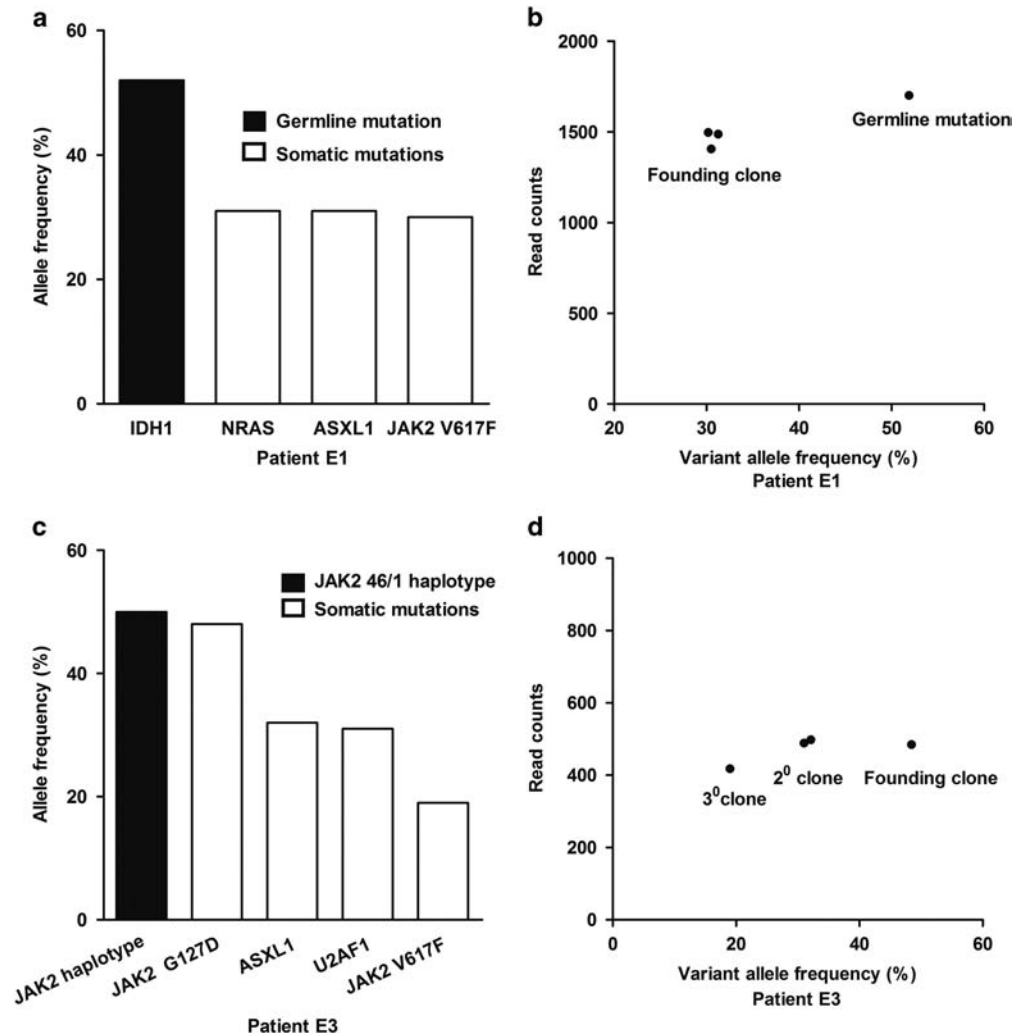 a
60
40
20
0
Allele frequency (%)
Germline mutation
Somatic mutations
IDH1 NRAS ASXL1 JAK2 V617F
Patient E1
b
2000
1500
1000
500
0
Read counts
Germline mutation
Founding clone
20 30 40 50 60
Variant allele frequency (%)
Patient E1
c
60
40
20
0
Allele frequency (%)
JAK2 46/1 haplotype
Somatic mutations
JAK2 haplotype
JAK2 G127D
ASXL1
U2AF1
JAK2 V617F
Patient E3
d
1000
800
600
400
200
0
Read counts
3⁰clone
2⁰ clone
Founding clone
0 20 40 60
Variant allele frequency (%)
Patient E3